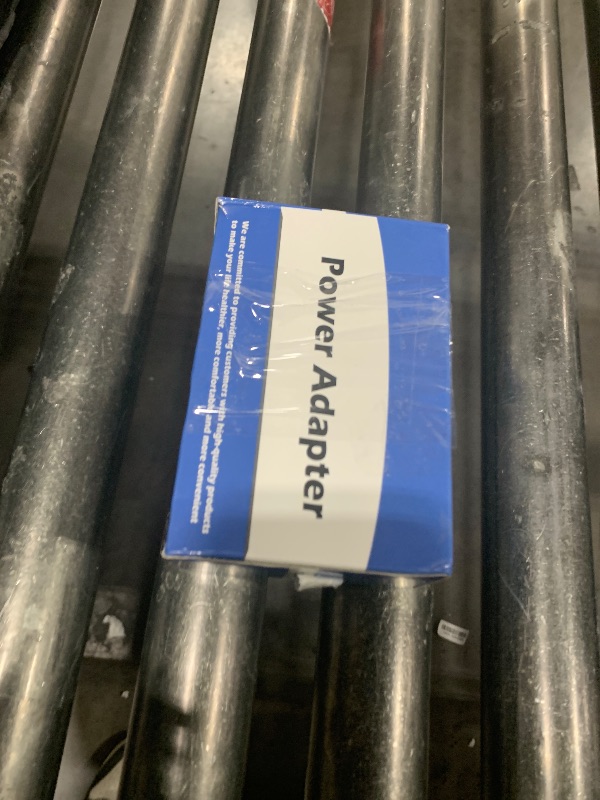 Power Adapter
We are committed to providing customers with high-quality products
to make your life healthier, more comfortable and more convenient